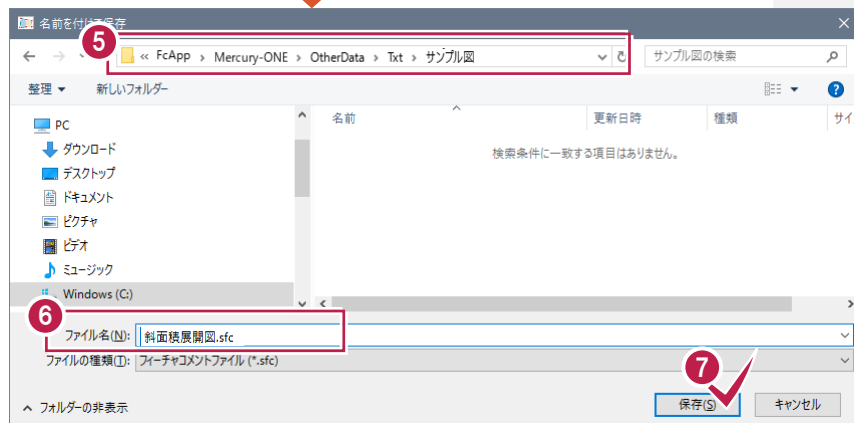 名前を付けて保存
5
« FcApp › Mercury-ONE › OtherData › Txt › サンプル図
サンプル図の検索
整理
新しいフォルダー
?
名前
更新日時
種類
サイ
PC
ダウンロード
デスクトップ
ドキュメント
ピクチャ
ビデオ
ミュージック
Windows (C:)
検索条件に一致する項目はありません。
6
ファイル名(N):
斜面積展開図.sfc
ファイルの種類(T):
フィーチャコメントファイル (*.sfc)
7
フォルダーの非表示
保存(S)
キャンセル